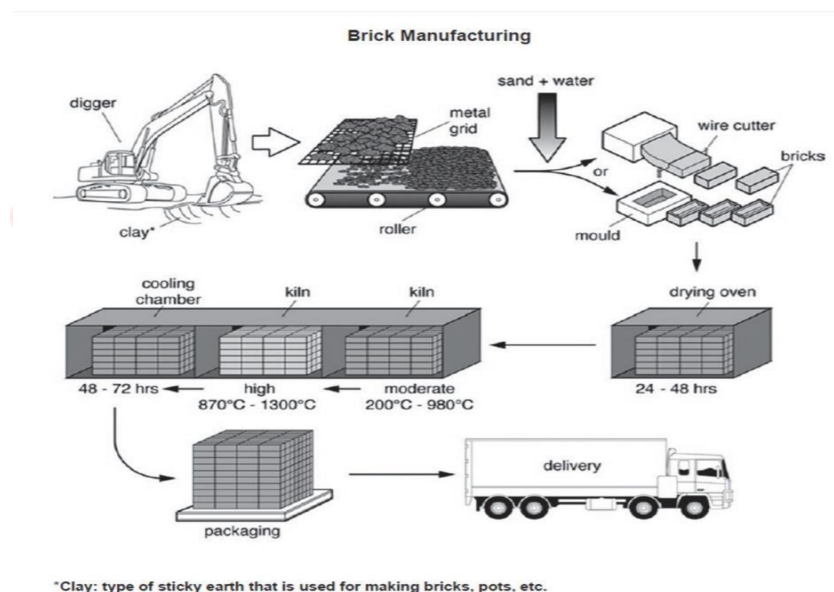 Brick Manufacturing
digger
clay*
metal
grid
roller
sand + water
or
wire cutter
bricks
mould
drying oven
24 - 48 hrs
cooling
chamber
kiln
kiln
48 - 72 hrs
high
870°C - 1300°C
moderate
200°C - 980°C
packaging
delivery
*Clay: type of sticky earth that is used for making bricks, pots, etc.